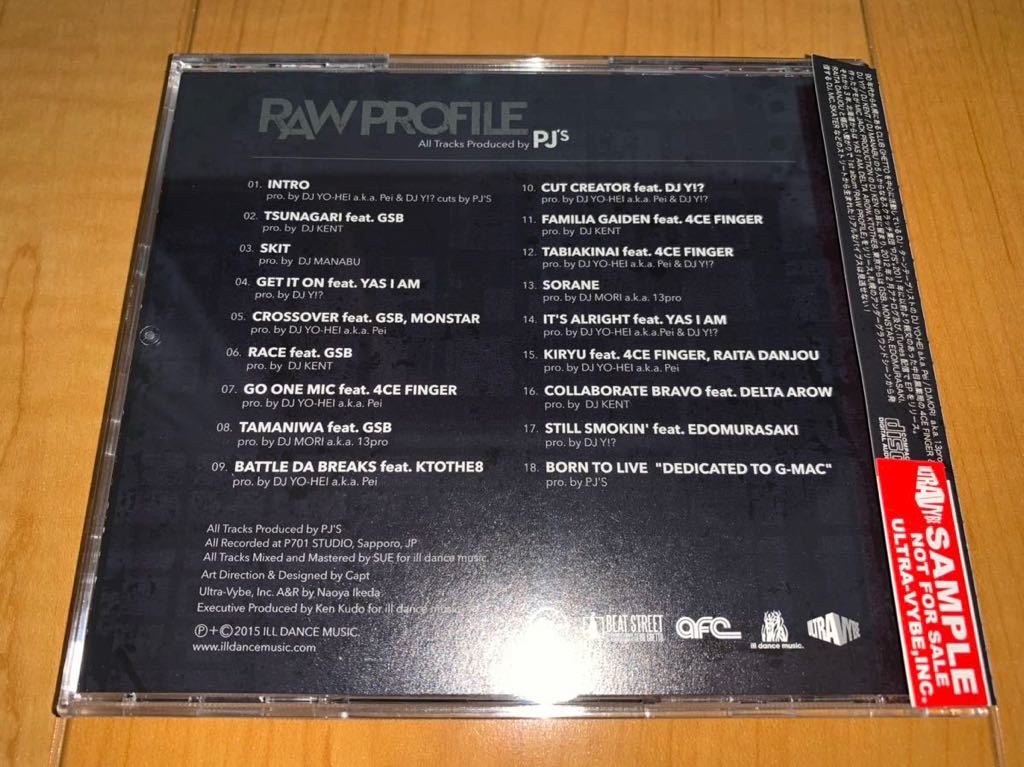 RAW PROFILE
All Tracks Produced by PJ'S
01. INTRO
pro. by DJ YO-HEI a.k.a. Pei & DJ Y!? cuts by PJ'S
02. TSUNAGARI feat. GSB
pro. by DJ KENT
03. SKIT
pro. by DJ MANABU
04. GET IT ON feat. YAS I AM
pro. by DJ Y!?
05. CROSSOVER feat. GSB, MONSTAR
pro. by DJ YO-HEI a.k.a. Pei
06. RACE feat. GSB
pro. by DJ KENT
07. GO ONE MIC feat. 4CE FINGER
pro. by DJ YO-HEI a.k.a. Pei
08. TAMANIWA feat. GSB
pro. by DJ MORI a.k.a. 13pro
09. BATTLE DA BREAKS feat. KTOTHE8
pro. by DJ YO-HEI a.k.a. Pei
10. CUT CREATOR feat. DJ Y!?
pro. by DJ YO-HEI a.k.a. Pei & DJ Y!?
11. FAMILIA GAIDEN feat. 4CE FINGER
pro. by DJ KENT
12. TABIAKINAI feat. 4CE FINGER
pro. by DJ YO-HEI a.k.a. Pei & DJ Y!?
13. SORANE
pro. by DJ MORI a.k.a. 13pro
14. IT'S ALRIGHT feat. YAS I AM
pro. by DJ YO-HEI a.k.a. Pei & DJ Y!?
15. KIRYU feat. 4CE FINGER, RAITA DANJOU
pro. by DJ YO-HEI a.k.a. Pei
16. COLLABORATE BRAVO feat. DELTA AROW
pro. by DJ KENT
17. STILL SMOKIN' feat. EDOMURASAKI
pro. by DJ Y!?
18. BORN TO LIVE "DEDICATED TO G-MAC"
pro. by PJ'S
All Tracks Produced by PJ'S
All Recorded at P701 STUDIO, Sapporo, JP
All Tracks Mixed and Mastered by SUE for ill dance music.
Art Direction & Designed by Capt
Ultra-Vybe, Inc. A&R by Naoya Ikeda
Executive Produced by Ken Kudo for ill dance music
Ⓟ+©2015 ILL DANCE MUSIC.
www.illdancemusic.com
BEAT STREET
afc
ill dance music.
ULTRAVYBE
COMPACT
disc
DIGITAL AUDIO
ULTRAVYBE
SAMPLE
NOT FOR SALE
ULTRA-VYBE,INC.